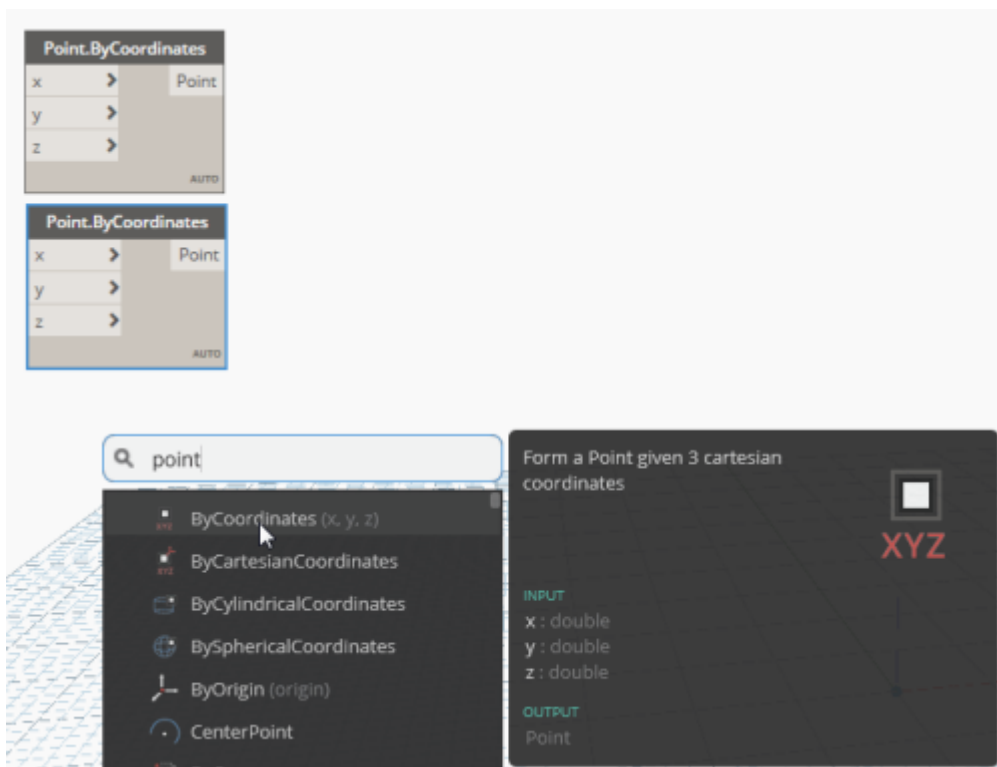 Point.ByCoordinates
x > Point
y >
z >
AUTO
Point.ByCoordinates
x > Point
y >
z >
AUTO
point
ByCoordinates (x, y, z)
ByCartesianCoordinates
ByCylindricalCoordinates
BySphericalCoordinates
ByOrigin (origin)
CenterPoint
Form a Point given 3 cartesian
coordinates
XYZ
INPUT
x : double
y : double
z : double
OUTPUT
Point